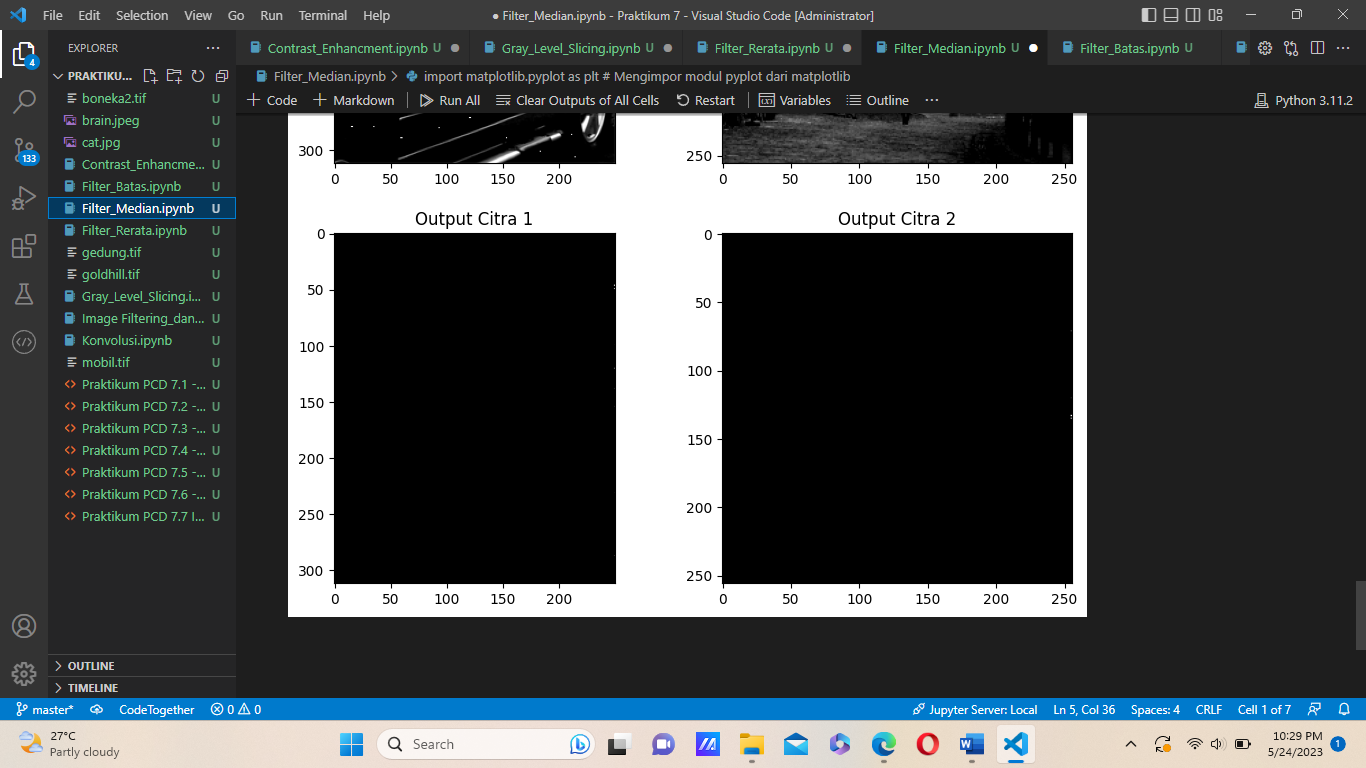 File Edit Selection View Go Run Terminal Help
● Filter_Median.ipynb - Praktikum 7 - Visual Studio Code [Administrator]
EXPLORER
Contrast_Enhancment.ipynb U
Gray_Level_Slicing.ipynb U
Filter_Rerata.ipynb U
Filter_Median.ipynb U
Filter_Batas.ipynb U
4
PRAKTIKU...
Filter_Median.ipynb > import matplotlib.pyplot as plt # Mengimpor modul pyplot dari matplotlib
+ Code + Markdown Run All Clear Outputs of All Cells Restart Variables Outline ...
Python 3.11.2
boneka2.tif U
brain.jpeg U
cat.jpg U
133
Contrast_Enhancme... U
Filter_Batas.ipynb U
Filter_Median.ipynb U
Filter_Rerata.ipynb U
gedung.tif U
goldhill.tif U
Gray_Level_Slicing.i... U
Image Filtering_dan... U
Konvolusi.ipynb U
mobil.tif U
Praktikum PCD 7.1 -... U
Praktikum PCD 7.2 -... U
Praktikum PCD 7.3 -... U
Praktikum PCD 7.4 -... U
Praktikum PCD 7.5 -... U
Praktikum PCD 7.6 -... U
Praktikum PCD 7.7 I... U
OUTLINE
TIMELINE
300
0 50 100 150 200
250
0 50 100 150 200 250
Output Citra 1
0
50
100
150
200
250
300
0 50 100 150 200
Output Citra 2
0
50
100
150
200
250
0 50 100 150 200 250
master* CodeTogether 0 0
Jupyter Server: Local Ln 5, Col 36 Spaces: 4 CRLF Cell 1 of 7
27°C
Partly cloudy
Search
10:29 PM
5/24/2023
1